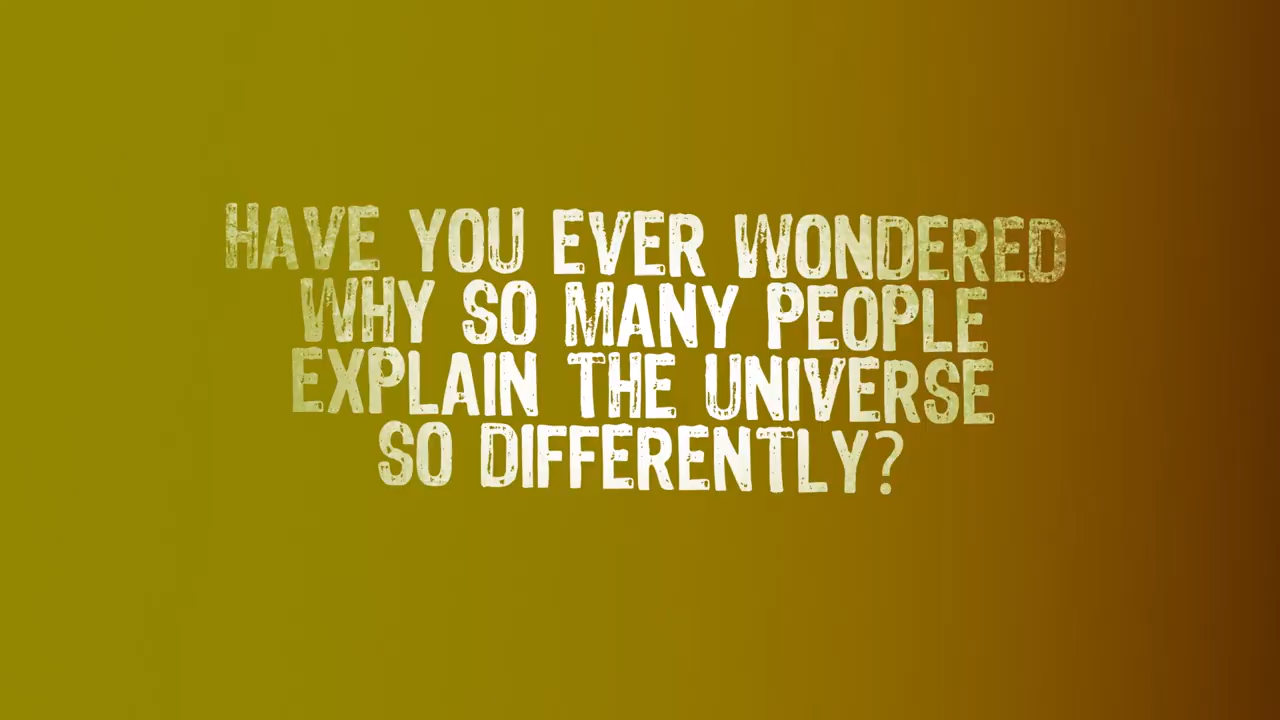 HAVE YOU EVER WONDERED
WHY SO MANY PEOPLE
EXPLAIN THE UNIVERSE
SO DIFFERENTLY?